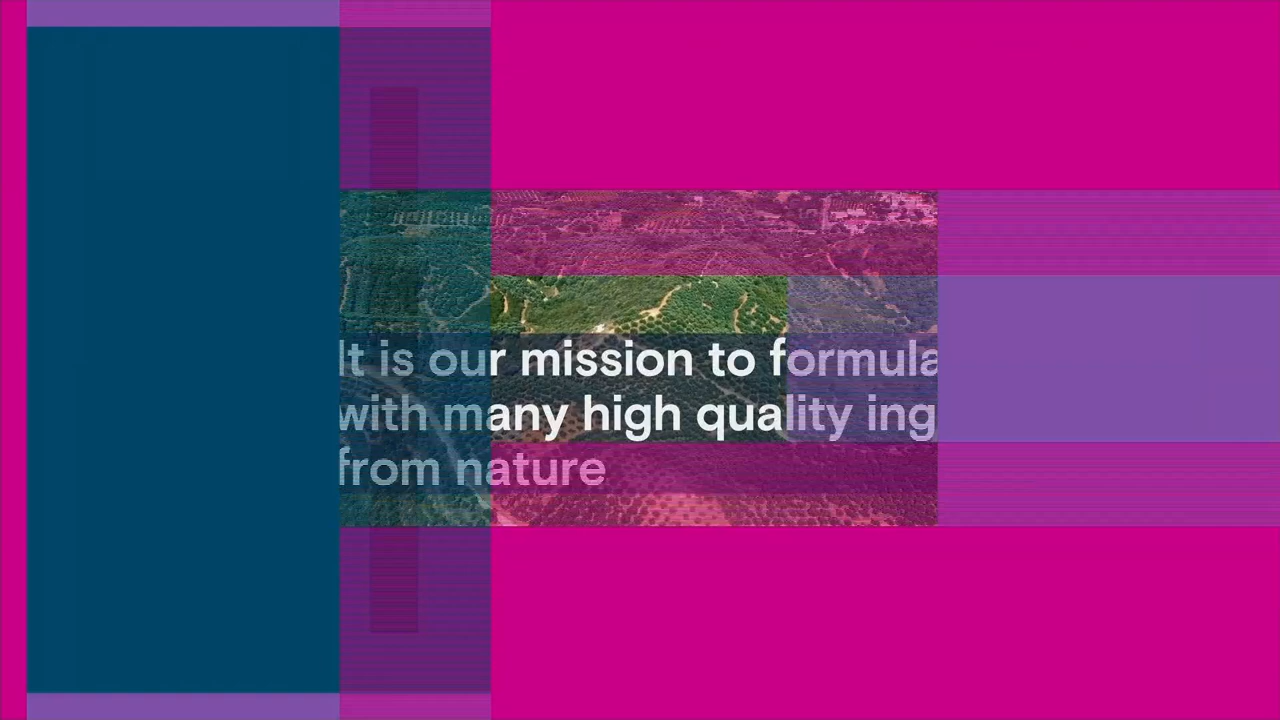 It is our mission to formula
with many high quality ing
from nature